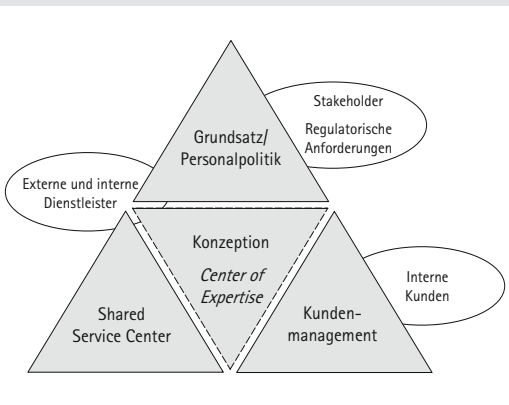 Stakeholder
Regulatorische
Anforderungen
Grundsatz/
Personalpolitik
Externe und interne
Dienstleister
Konzeption
Center of
Expertise
Interne
Kunden
Shared
Service Center
Kunden-
management